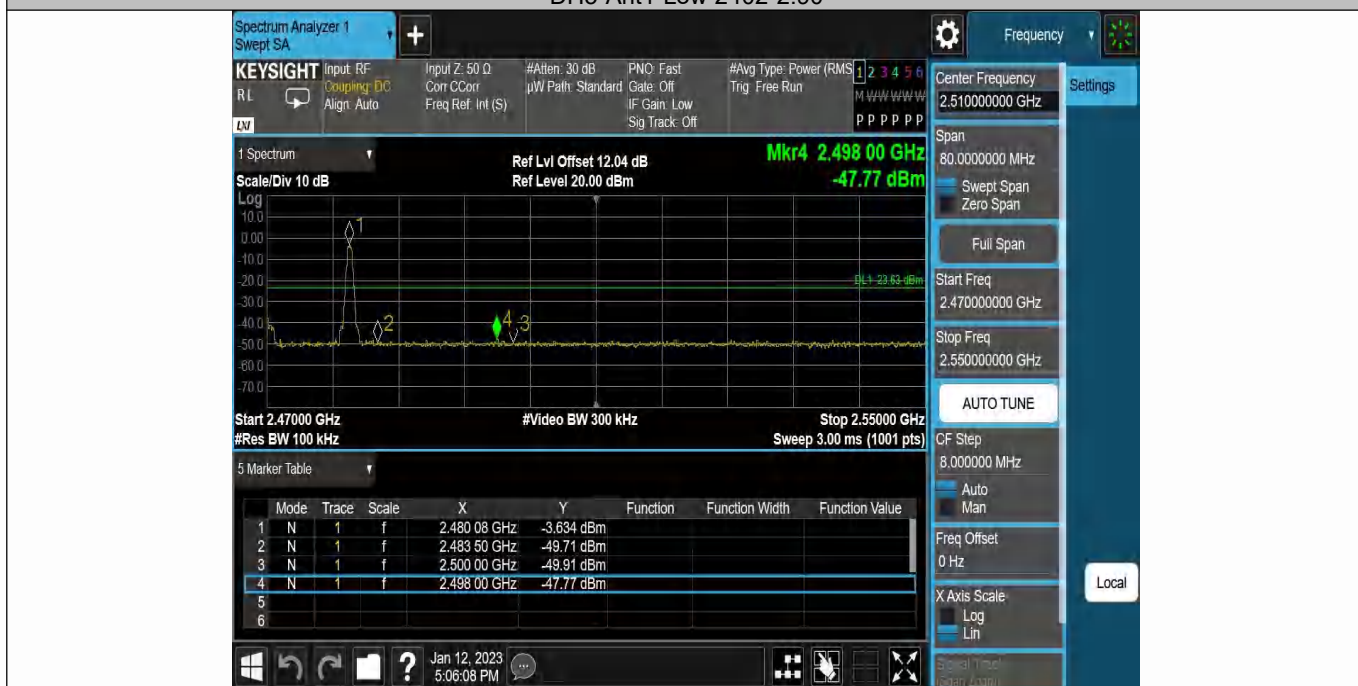 Spectrum Analyzer 1
Swept SA
+
Frequency
KEYSIGHT
RL
LXI
Input: RF
Coupling: DC
Align: Auto
Input Z: 50 Ω
Corr CCorr
Freq Ref: Int (S)
#Atten: 30 dB
µW Path: Standard
PNO: Fast
Gate: Off
IF Gain: Low
Sig Track: Off
#Avg Type: Power (RMS
Trig: Free Run
1 2 3 4 5 6
M W W W W W
P P P P P P
Center Frequency
2.510000000 GHz
Settings
Span
80.0000000 MHz
Swept Span
Zero Span
Full Span
Start Freq
2.470000000 GHz
Stop Freq
2.550000000 GHz
AUTO TUNE
CF Step
8.000000 MHz
Auto
Man
Freq Offset
0 Hz
X Axis Scale
Log
Lin
Local
1 Spectrum
Scale/Div 10 dB
Ref Lvl Offset 12.04 dB
Ref Level 20.00 dBm
Mkr4 2.498 00 GHz
-47.77 dBm
Log
10.0
0.00
-10.0
-20.0
-30.0
-40.0
-50.0
-60.0
-70.0
1
2
4
3
DL1 -23.63 dBm
Start 2.47000 GHz
#Video BW 300 kHz
Stop 2.55000 GHz
#Res BW 100 kHz
Sweep 3.00 ms (1001 pts)
5 Marker Table
Mode Trace Scale X Y Function Function Width Function Value
1 N 1 f 2.480 08 GHz -3.634 dBm
2 N 1 f 2.483 50 GHz -49.71 dBm
3 N 1 f 2.500 00 GHz -49.91 dBm
4 N 1 f 2.498 00 GHz -47.77 dBm
5
6
?
Jan 12, 2023
5:06:08 PM